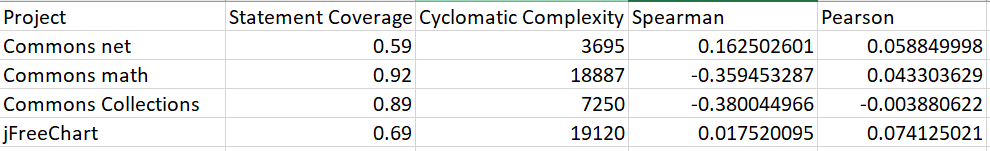 Project Statement Coverage Cyclomatic Complexity Spearman Pearson
Commons net 0.59 3695 0.162502601 0.058849998
Commons math 0.92 18887 -0.359453287 0.043303629
Commons Collections 0.89 7250 -0.380044966 -0.003880622
jFreeChart 0.69 19120 0.017520095 0.074125021